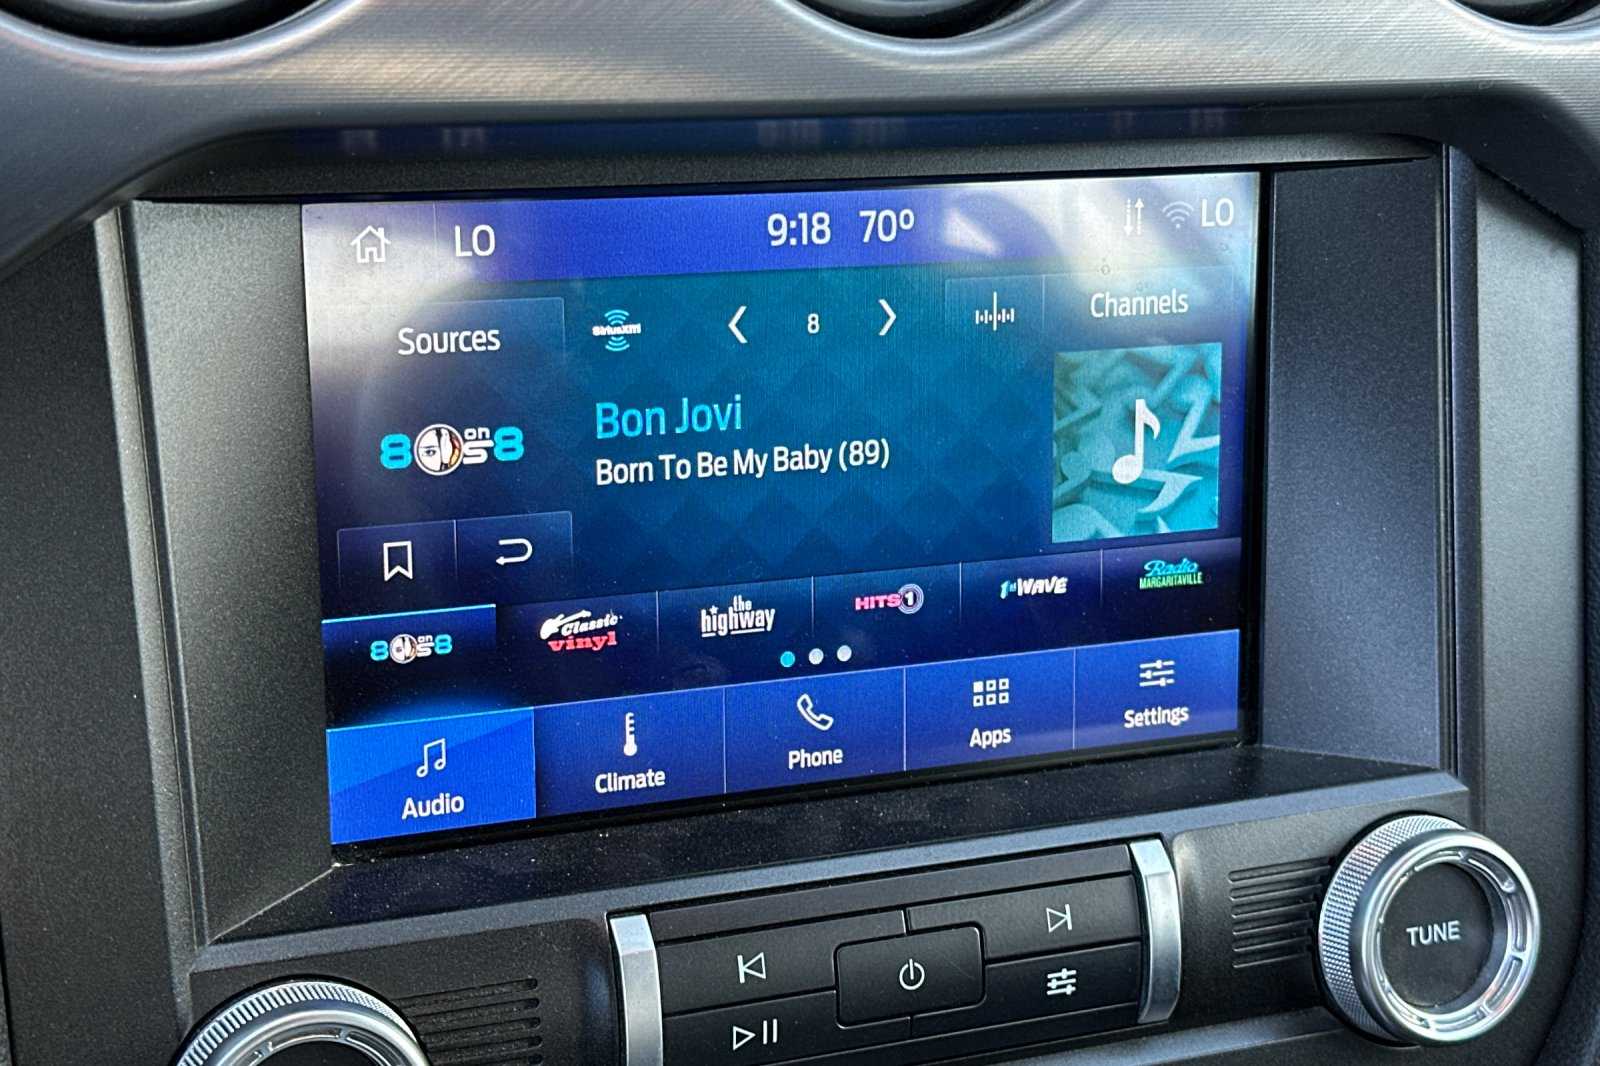 LO
9:18 70°
LO
Sources
SiriusXM
8
Channels
80s on 8
Bon Jovi
Born To Be My Baby (89)
80s on 8
Classic vinyl
the highway
HITS 1
1st WAVE
Radio MARGARITAVILLE
Audio
Climate
Phone
Apps
Settings
TUNE